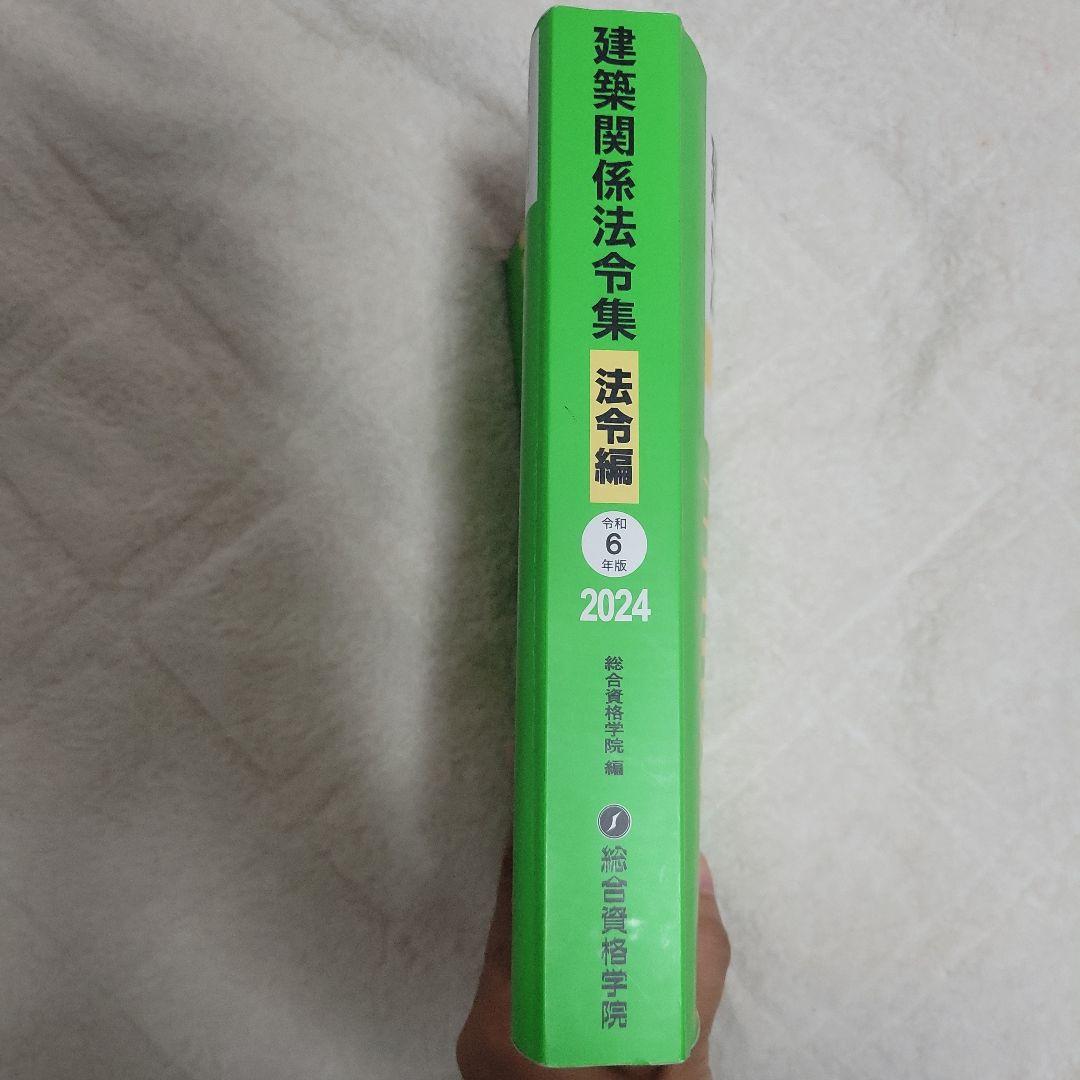 建築関係法令集
法令編
令和
6
年版
2024
総合資格学院 編
総合資格学院